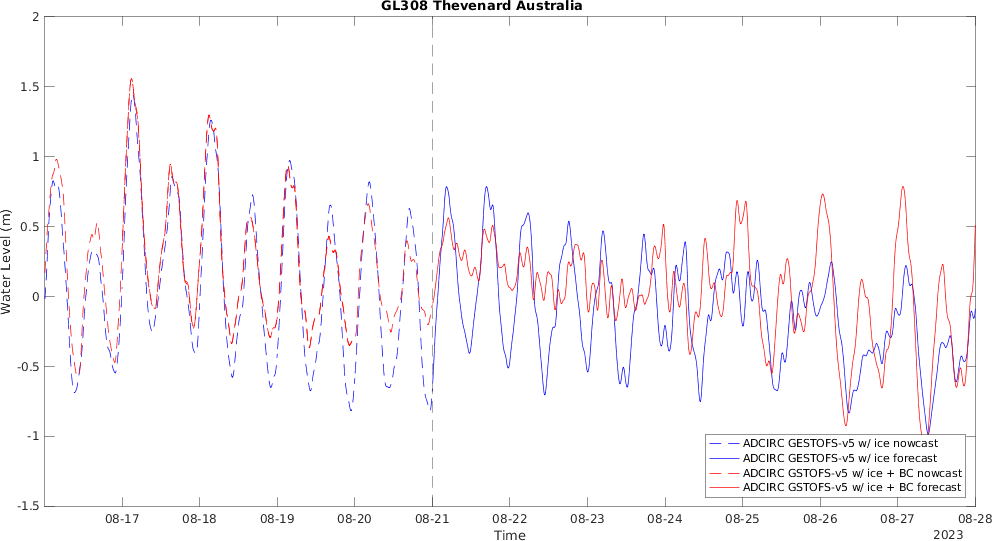 GL308 Thevenard Australia
2
1.5
1
0.5
0
-0.5
-1
-1.5
Water Level (m)
ADCIRC GESTOFS-v5 w/ ice nowcast
ADCIRC GESTOFS-v5 w/ ice forecast
ADCIRC GSTOFS-v5 w/ ice + BC nowcast
ADCIRC GSTOFS-v5 w/ ice + BC forecast
08-17 08-18 08-19 08-20 08-21 08-22 08-23 08-24 08-25 08-26 08-27 08-28
Time 2023